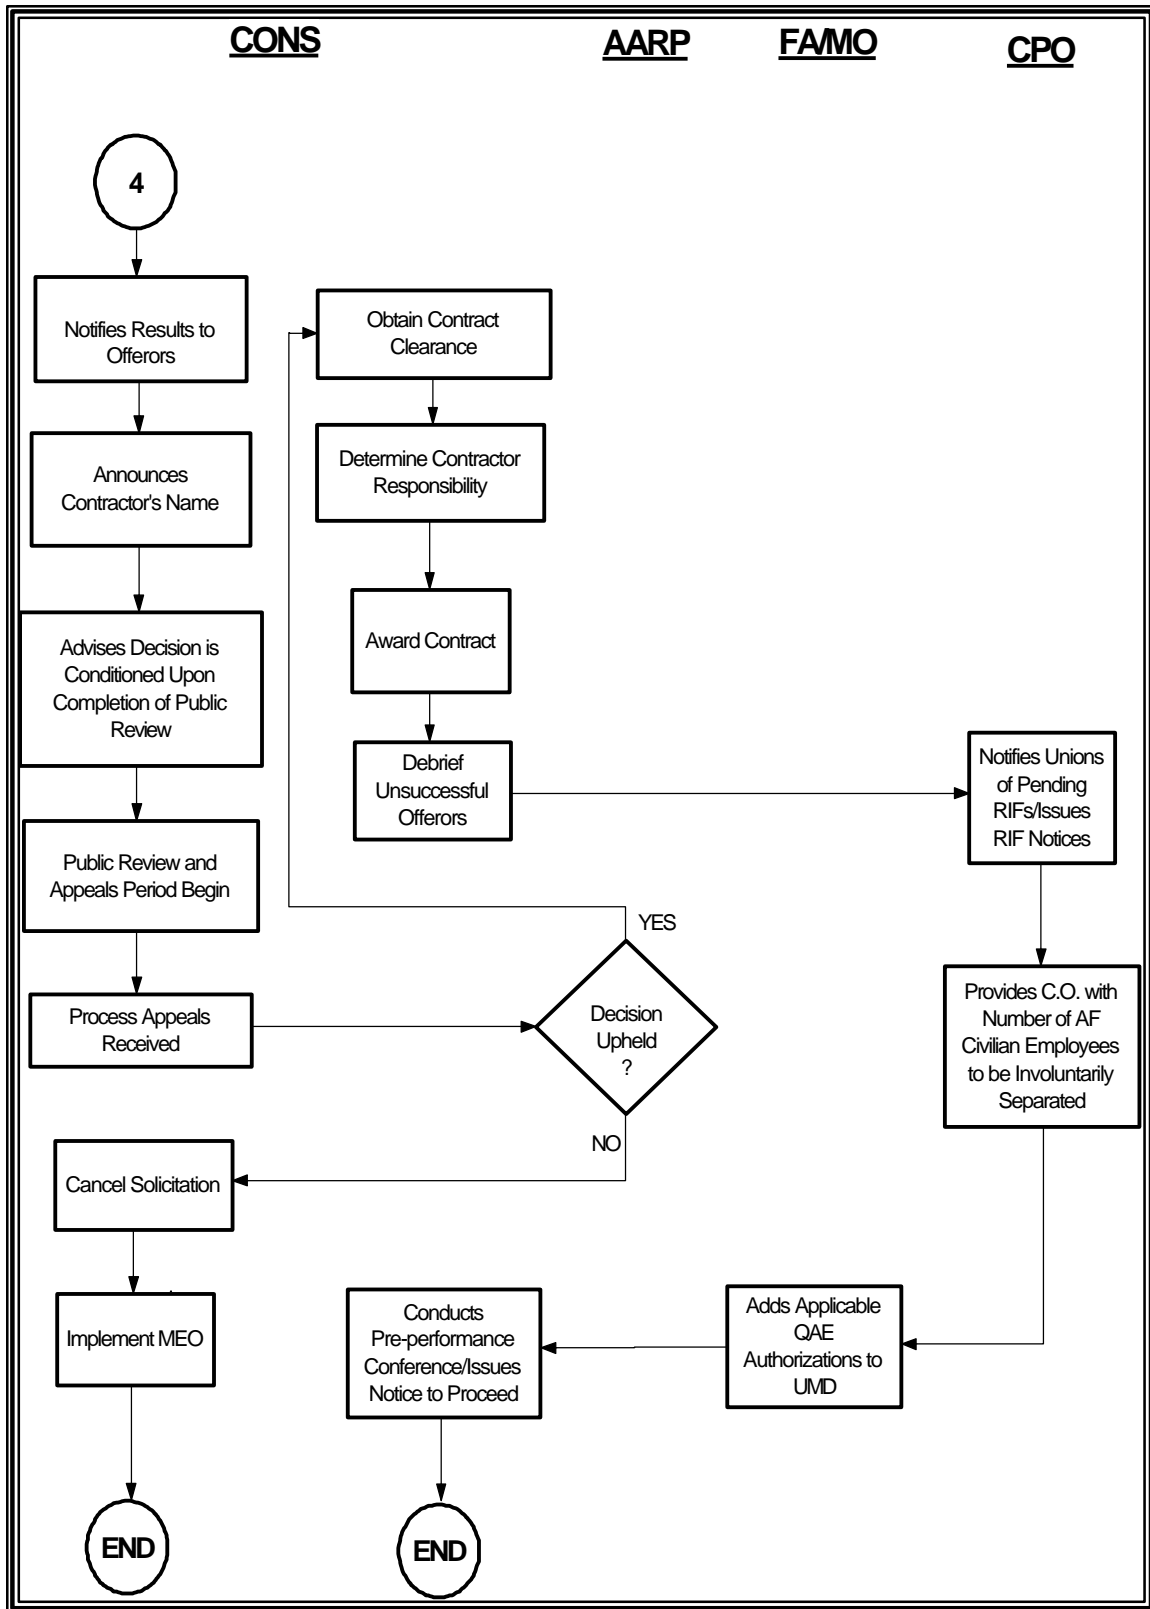 CONS
AARP
FA/MO
CPO
4
Notifies Results to
Offerors
Announces
Contractor's Name
Advises Decision is
Conditioned Upon
Completion of Public
Review
Public Review and
Appeals Period Begin
Process Appeals
Received
Decision
Upheld
?
YES
NO
Obtain Contract
Clearance
Determine Contractor
Responsibility
Award Contract
Debrief
Unsuccessful
Offerors
Notifies Unions
of Pending
RIFs/Issues
RIF Notices
Provides C.O. with
Number of AF
Civilian Employees
to be Involuntarily
Separated
Adds Applicable
QAE
Authorizations to
UMD
Conducts
Pre-performance
Conference/Issues
Notice to Proceed
END
Cancel Solicitation
Implement MEO
END